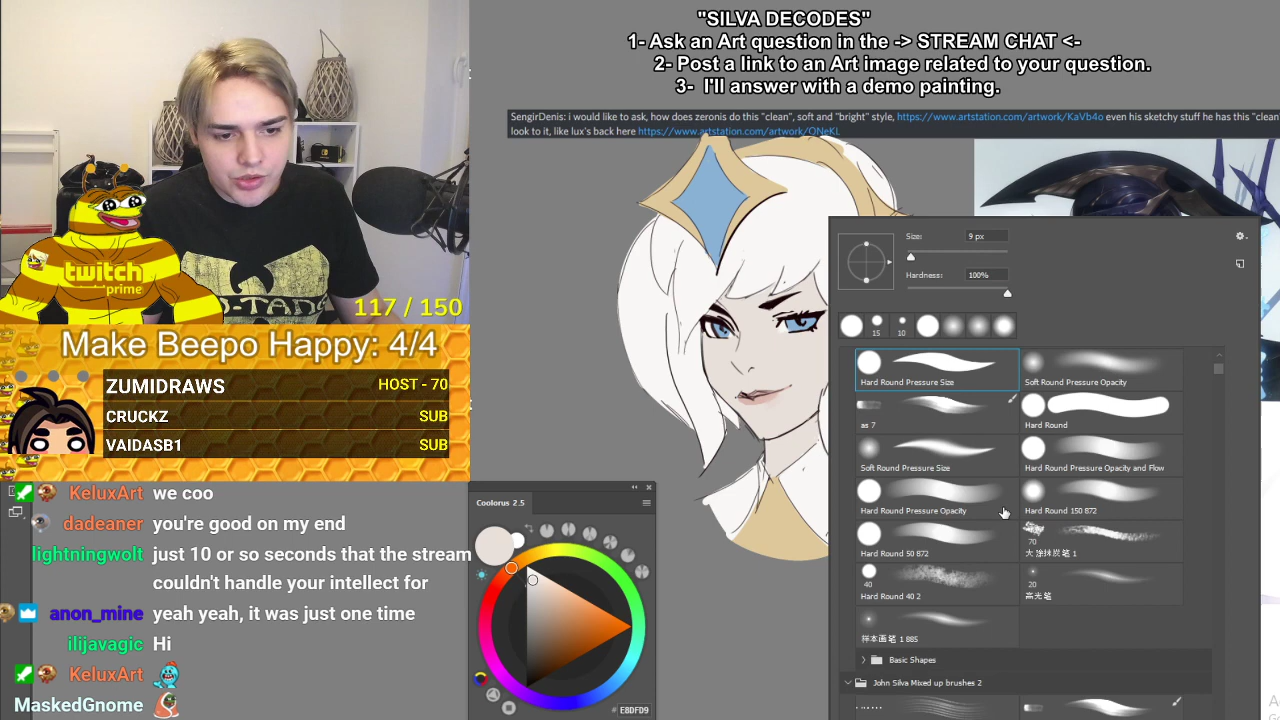 "SILVA DECODES"
1- Ask an Art question in the -> STREAM CHAT <-
2- Post a link to an Art image related to your question.
3-  I'll answer with a demo painting.
SengirDenis: i would like to ask, how does zeronis do this "clean", soft and "bright" style, https://www.artstation.com/artwork/KaVb4o even his sketchy stuff he has this "clean
look to it, like lux's back here https://www.artstation.com/artwork/QNeKL
twitch
prime
117 / 150
Make Beepo Happy: 4/4
ZUMIDRAWS HOST - 70
CRUCKZ SUB
VAIDASB1 SUB
KeluxArt we coo
dadeaner you're good on my end
lightningwolt just 10 or so seconds that the stream
couldn't handle your intellect for
anon_mine yeah yeah, it was just one time
ilijavagic Hi
KeluxArt
MaskedGnome
Coolorus 2.5
# E8DFD9
Size: 9 px
Hardness: 100%
15 10
Hard Round Pressure Size
Soft Round Pressure Opacity
as 7
Hard Round
Soft Round Pressure Size
Hard Round Pressure Opacity and Flow
Hard Round Pressure Opacity
Hard Round 150 872
Hard Round 50 872
70
大涂抹炭笔 1
40
Hard Round 40 2
20
高光笔
样本画笔 1 885
Basic Shapes
John Silva Mixed up brushes 2